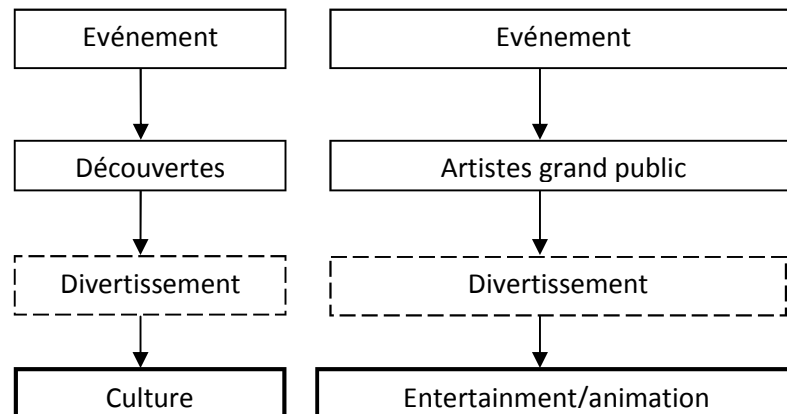 Evénement
Découvertes
Divertissement
Culture
Evénement
Artistes grand public
Divertissement
Entertainment/animation